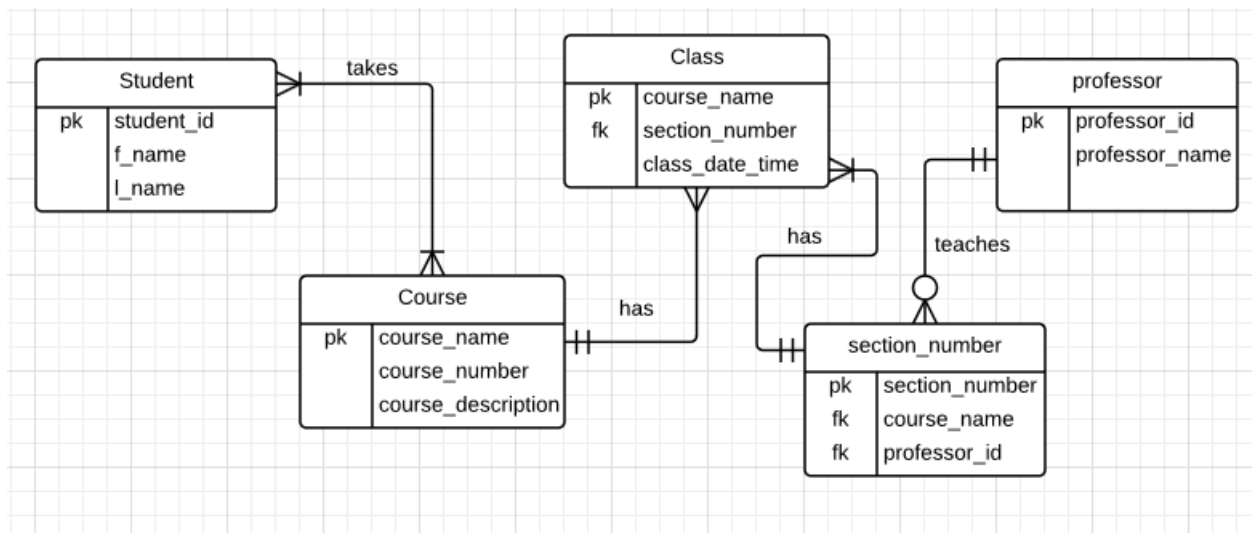 Student
pk student_id
f_name
l_name
takes
Class
pk course_name
fk section_number
class_date_time
professor
pk professor_id
professor_name
has
teaches
Course
pk course_name
course_number
course_description
has
section_number
pk section_number
fk course_name
fk professor_id